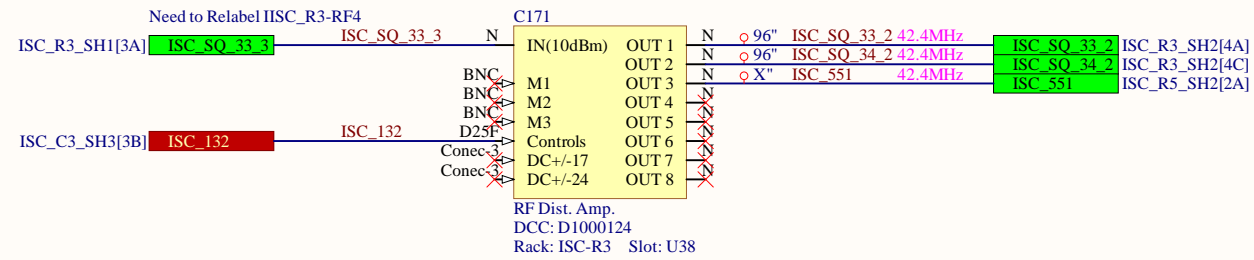 Need to Relabel IISC_R3-RF4
C171
ISC_R3_SH1[3A] ISC_SQ_33_3 ISC_SQ_33_3 N IN(10dBm) OUT 1 N 96" ISC_SQ_33_2 42.4MHz ISC_SQ_33_2 ISC_R3_SH2[4A]
OUT 2 N 96" ISC_SQ_34_2 42.4MHz ISC_SQ_34_2 ISC_R3_SH2[4C]
BNC M1 OUT 3 N X" ISC_551 42.4MHz ISC_551 ISC_R5_SH2[2A]
BNC M2 OUT 4 N
BNC M3 OUT 5 N
ISC_C3_SH3[3B] ISC_132 ISC_132 D25F Controls OUT 6 N
Conec-3 DC+/-17 OUT 7 N
Conec-3 DC+/-24 OUT 8 N
RF Dist. Amp.
DCC: D1000124
Rack: ISC-R3 Slot: U38